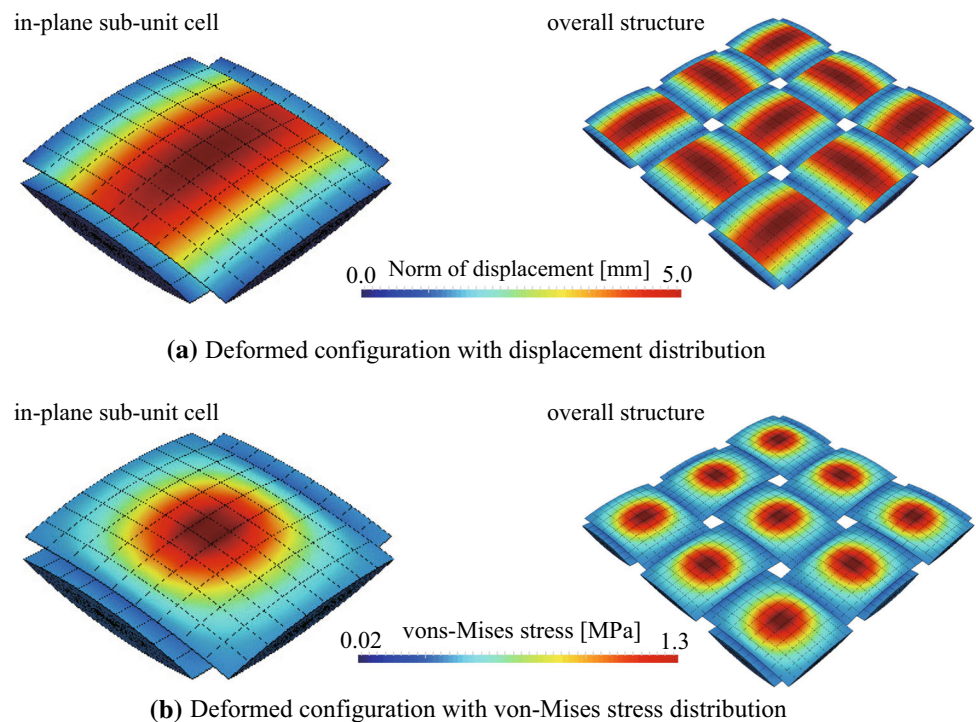 in-plane sub-unit cell
overall structure
0.0 Norm of displacement [mm] 5.0
(a) Deformed configuration with displacement distribution
in-plane sub-unit cell
overall structure
0.02 vons-Mises stress [MPa] 1.3
(b) Deformed configuration with von-Mises stress distribution